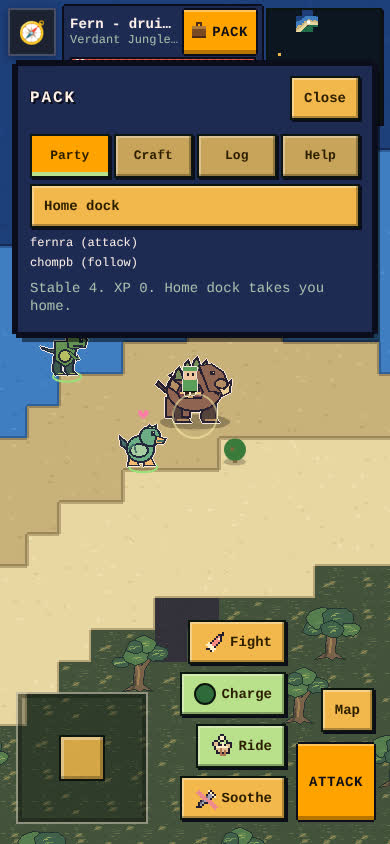 Fern - drui…
Verdant Jungle…
PACK
PACK
Close
Party
Craft
Log
Help
Home dock
fernra (attack)
chompb (follow)
Stable 4. XP 0. Home dock takes you
home.
Fight
Charge
Map
Ride
ATTACK
Soothe